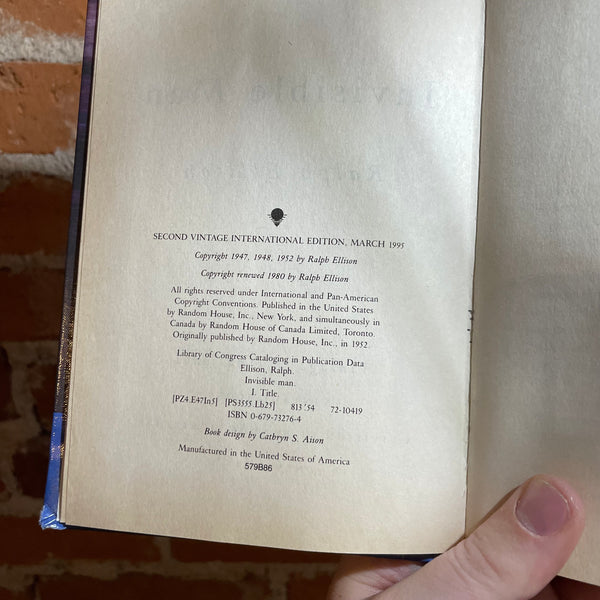 SECOND VINTAGE INTERNATIONAL EDITION, MARCH 1995
Copyright 1947, 1948, 1952 by Ralph Ellison
Copyright renewed 1980 by Ralph Ellison
All rights reserved under International and Pan-American
Copyright Conventions. Published in the United States
by Random House, Inc., New York, and simultaneously in
Canada by Random House of Canada Limited, Toronto.
Originally published by Random House, Inc., in 1952.
Library of Congress Cataloging in Publication Data
Ellison, Ralph.
Invisible man.
I. Title.
[PZ4.E47In5] [PS3555.Lb25] 813'.54 72-10419
ISBN 0-679-73276-4
Book design by Cathryn S. Aison
Manufactured in the United States of America
579B86